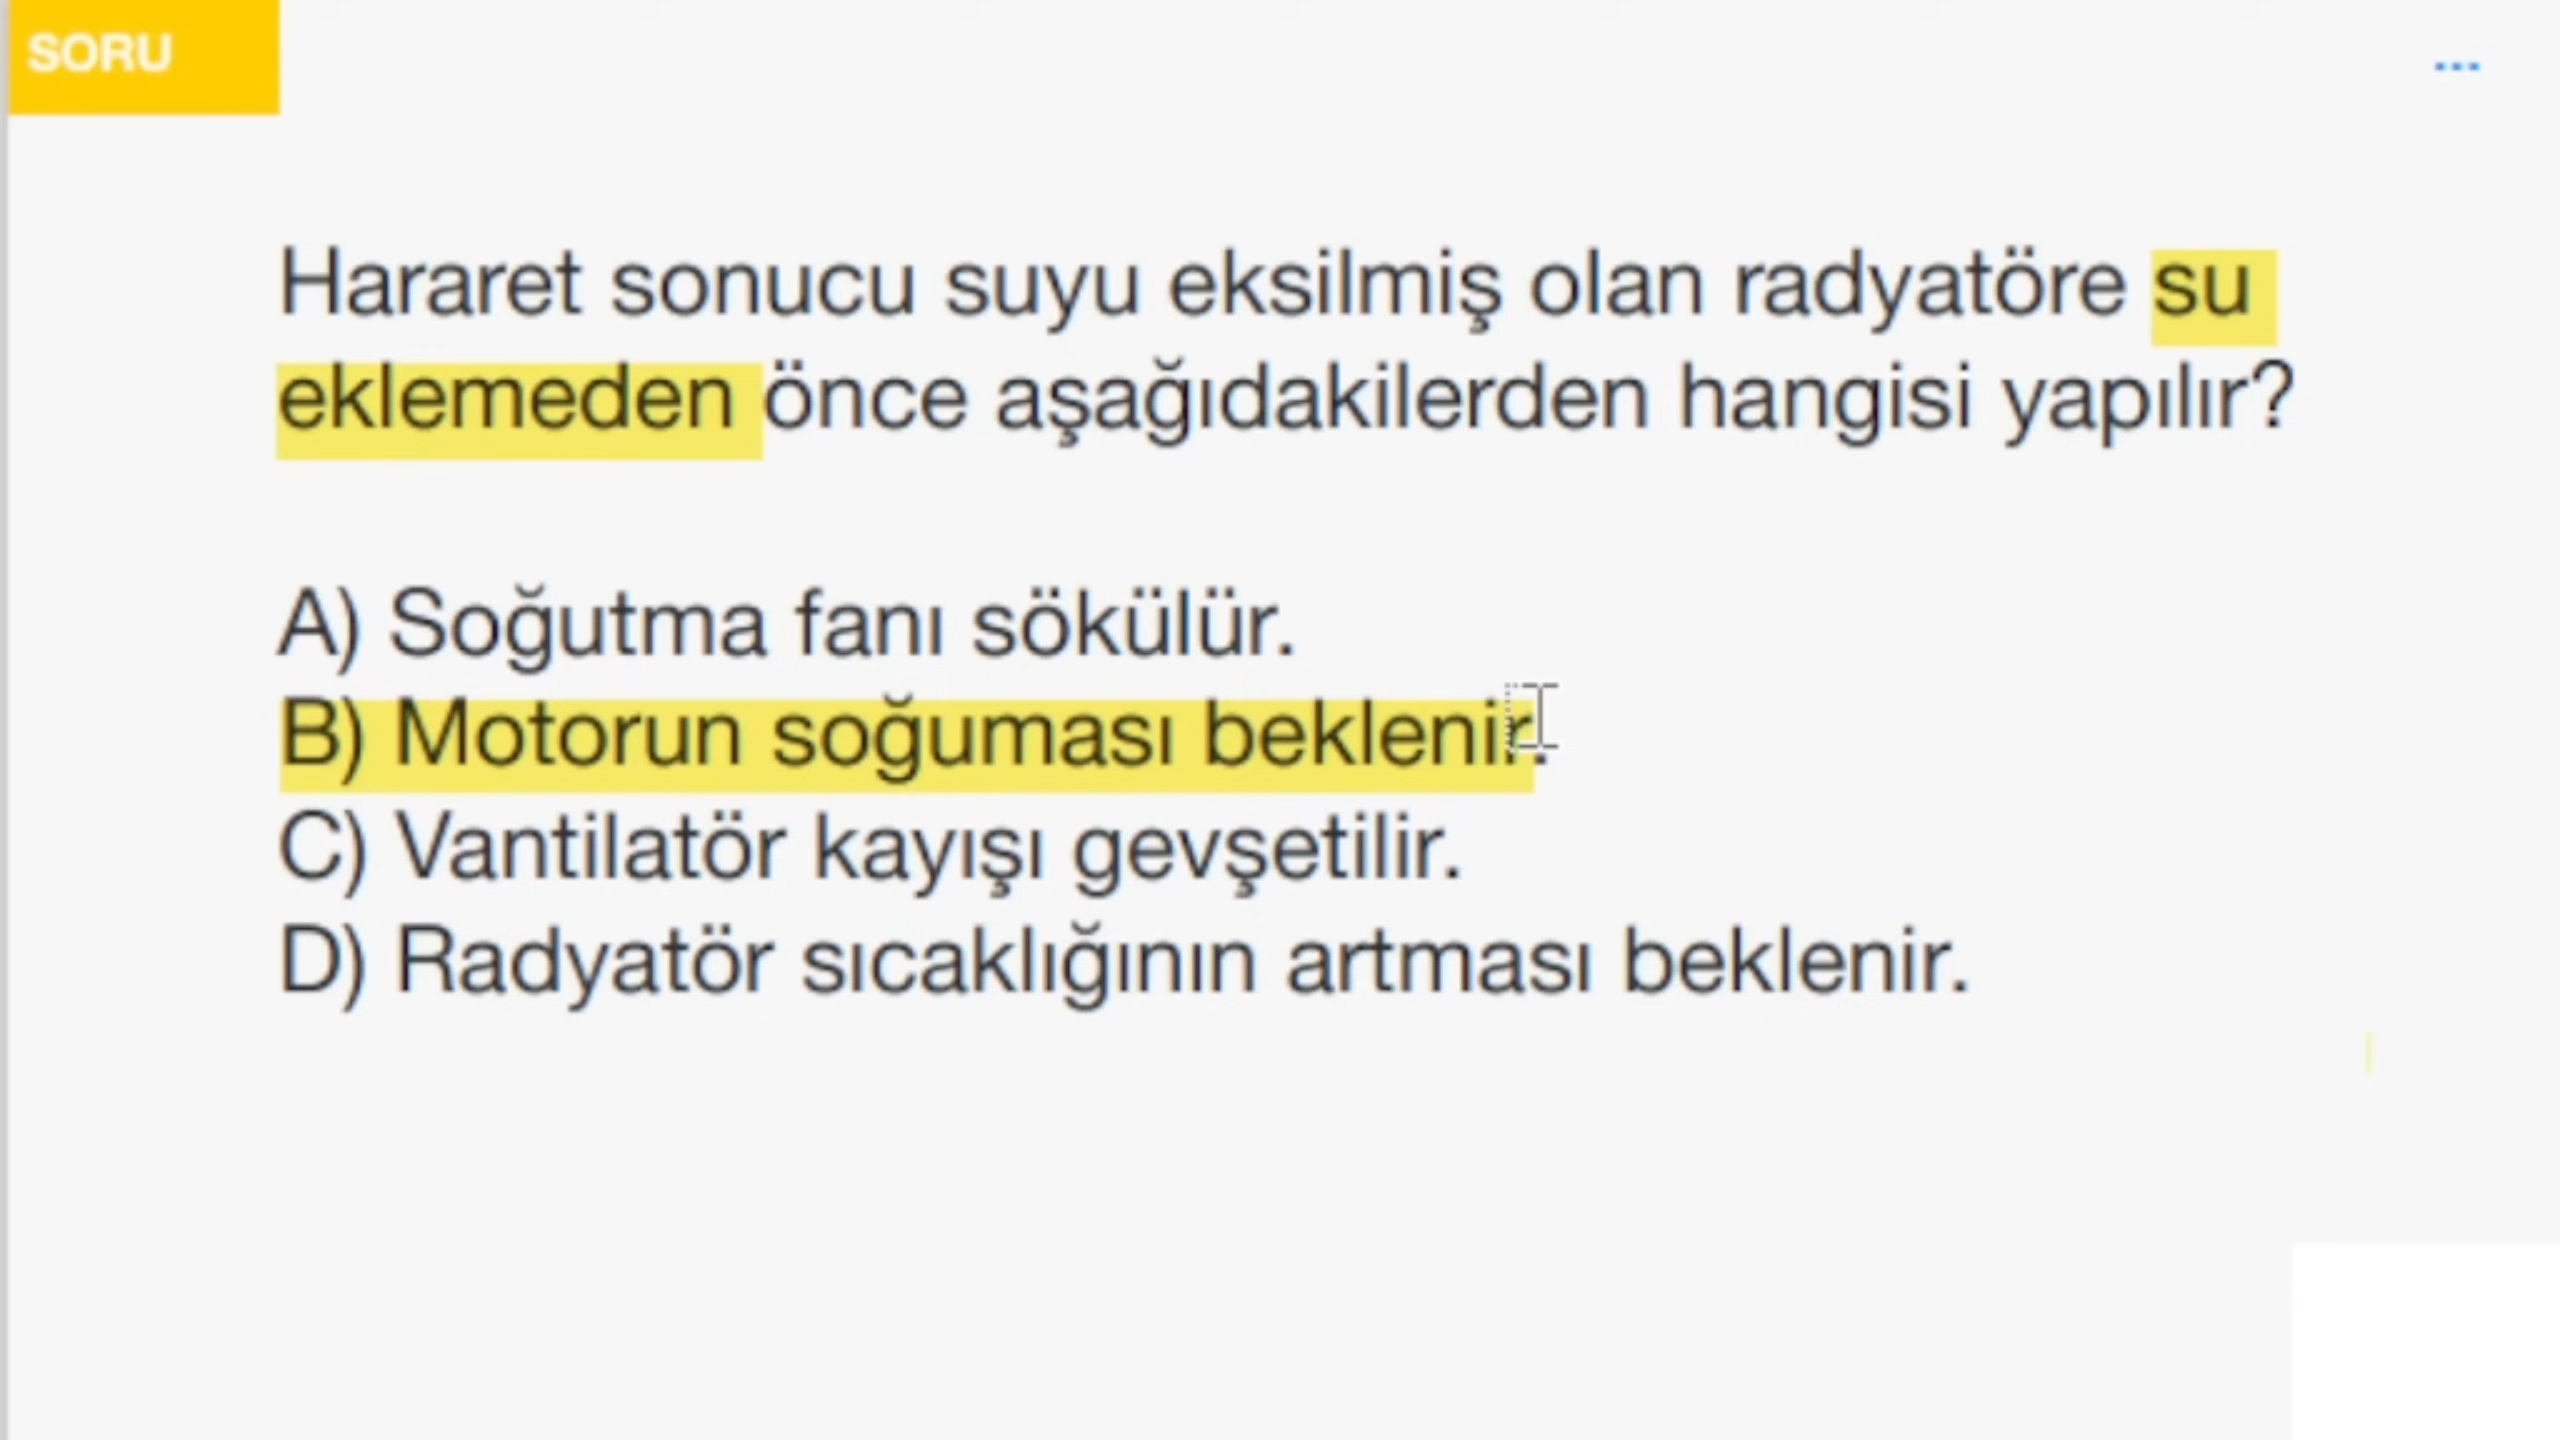 SORU
...
Hararet sonucu suyu eksilmiş olan radyatöre su
eklemeden önce aşağıdakilerden hangisi yapılır?
A) Soğutma fanı sökülür.
B) Motorun soğuması beklenir.
C) Vantilatör kayışı gevşetilir.
D) Radyatör sıcaklığının artması beklenir.